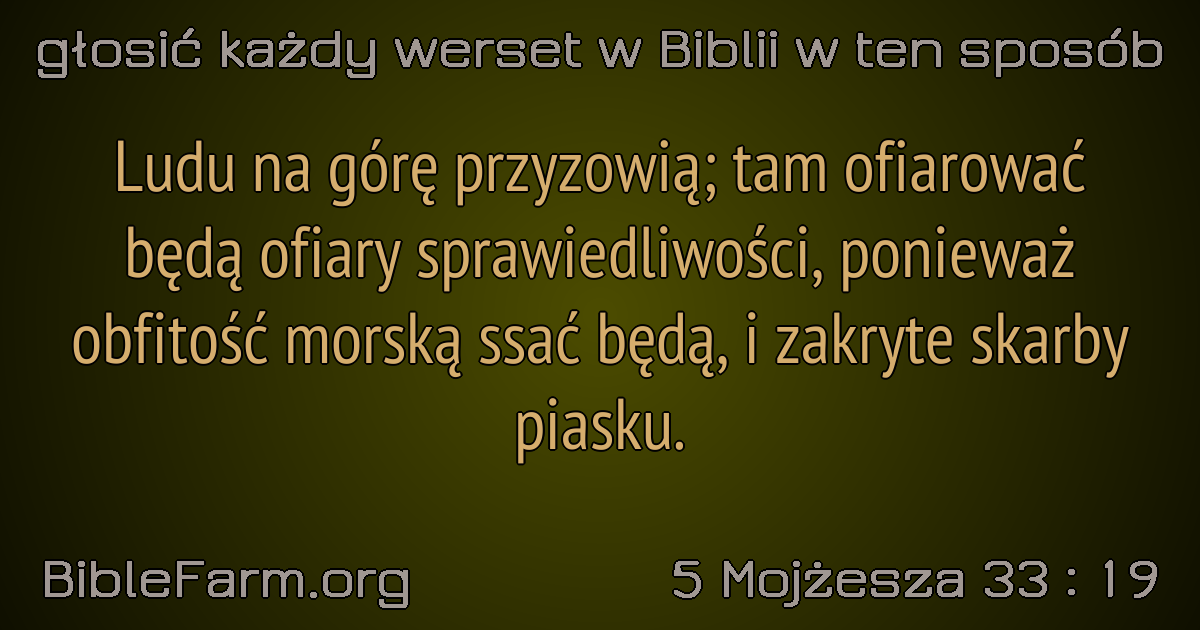 głosić każdy werset w Biblii w ten sposób
Ludu na górę przyzowią; tam ofiarować
będą ofiary sprawiedliwości, ponieważ
obfitość morską ssać będą, i zakryte skarby
piasku.
BibleFarm.org
5 Mojżesza 33 : 19